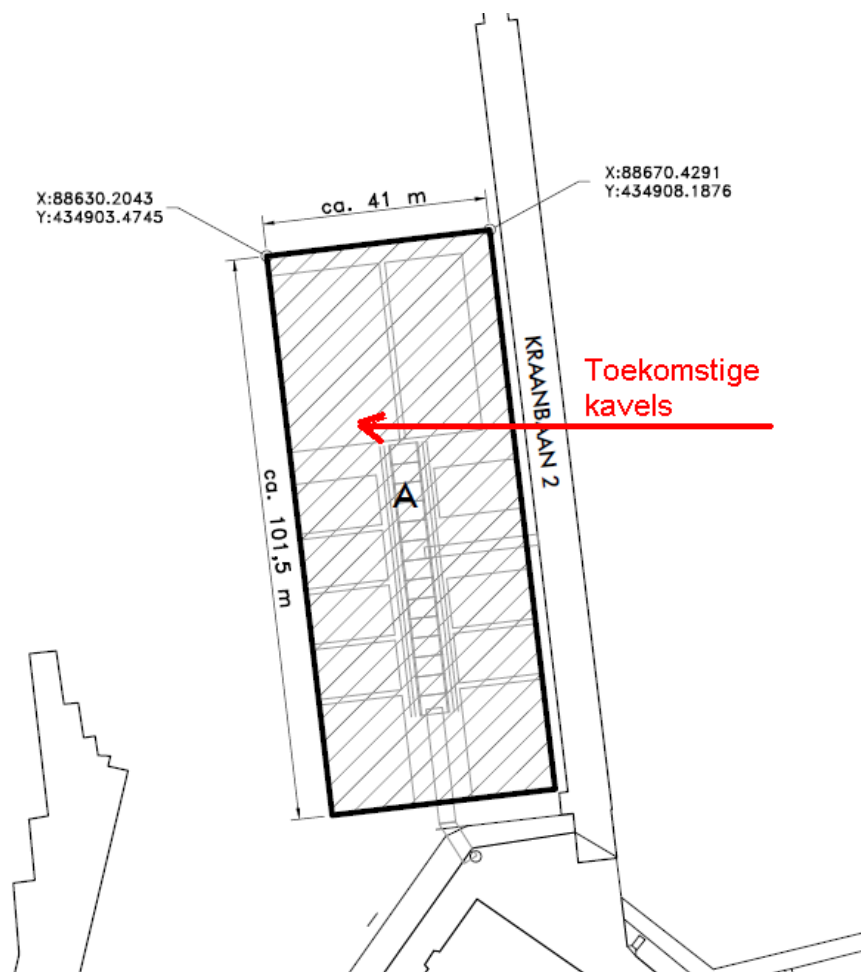 X:88670.4291
Y:434908.1876
X:88630.2043
Y:434903.4745
ca. 41 m
KRAANBAAN 2
Toekomstige
kavels
ca. 101,5 m
A